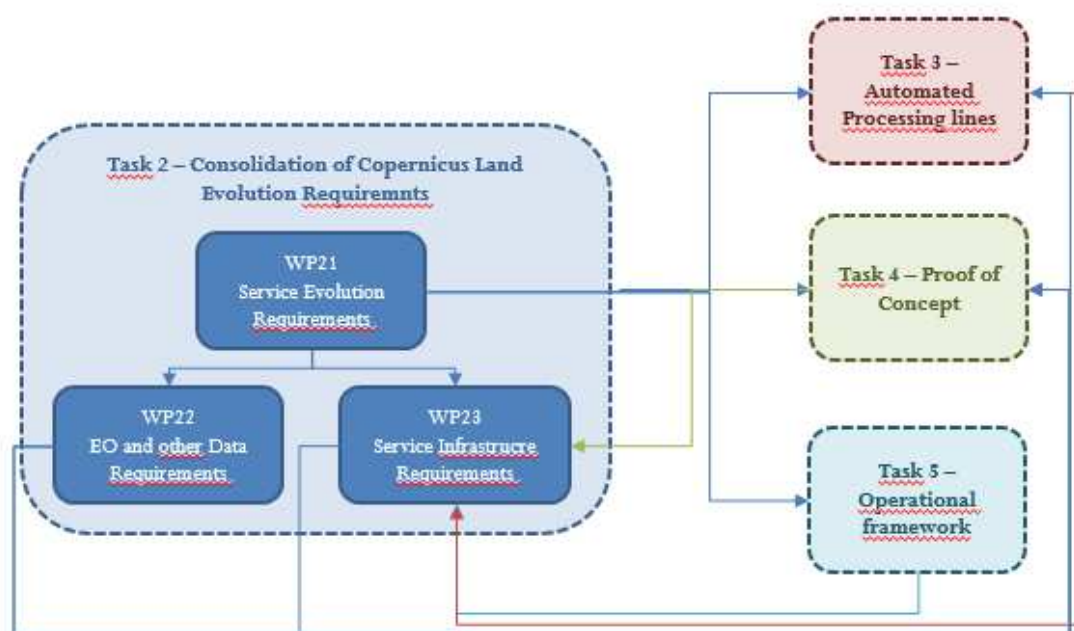 Task 2 – Consolidation of Copernicus Land
Evolution Requiremnts
WP21
Service Evolution
Requirements
WP22
EO and other Data
Requirements
WP23
Service Infrastrucre
Requirements
Task 3 –
Automated
Processing lines
Task 4 – Proof of
Concept
Task 5 –
Operational
framework